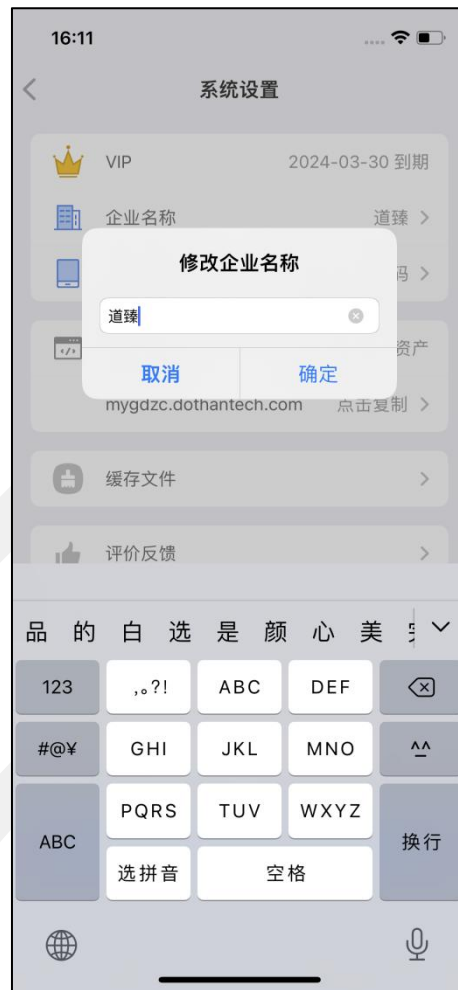 16:11
系统设置
VIP 2024-03-30 到期
企业名称 道臻
修改企业名称
码
道臻
资产
取消 确定
mygdzc.dothantech.com 点击复制
缓存文件
评价反馈
品 的 白 选 是 颜 心 美
123 ,。?! ABC DEF
#@¥ GHI JKL MNO ^^
ABC PQRS TUV WXYZ 换行
选拼音 空格